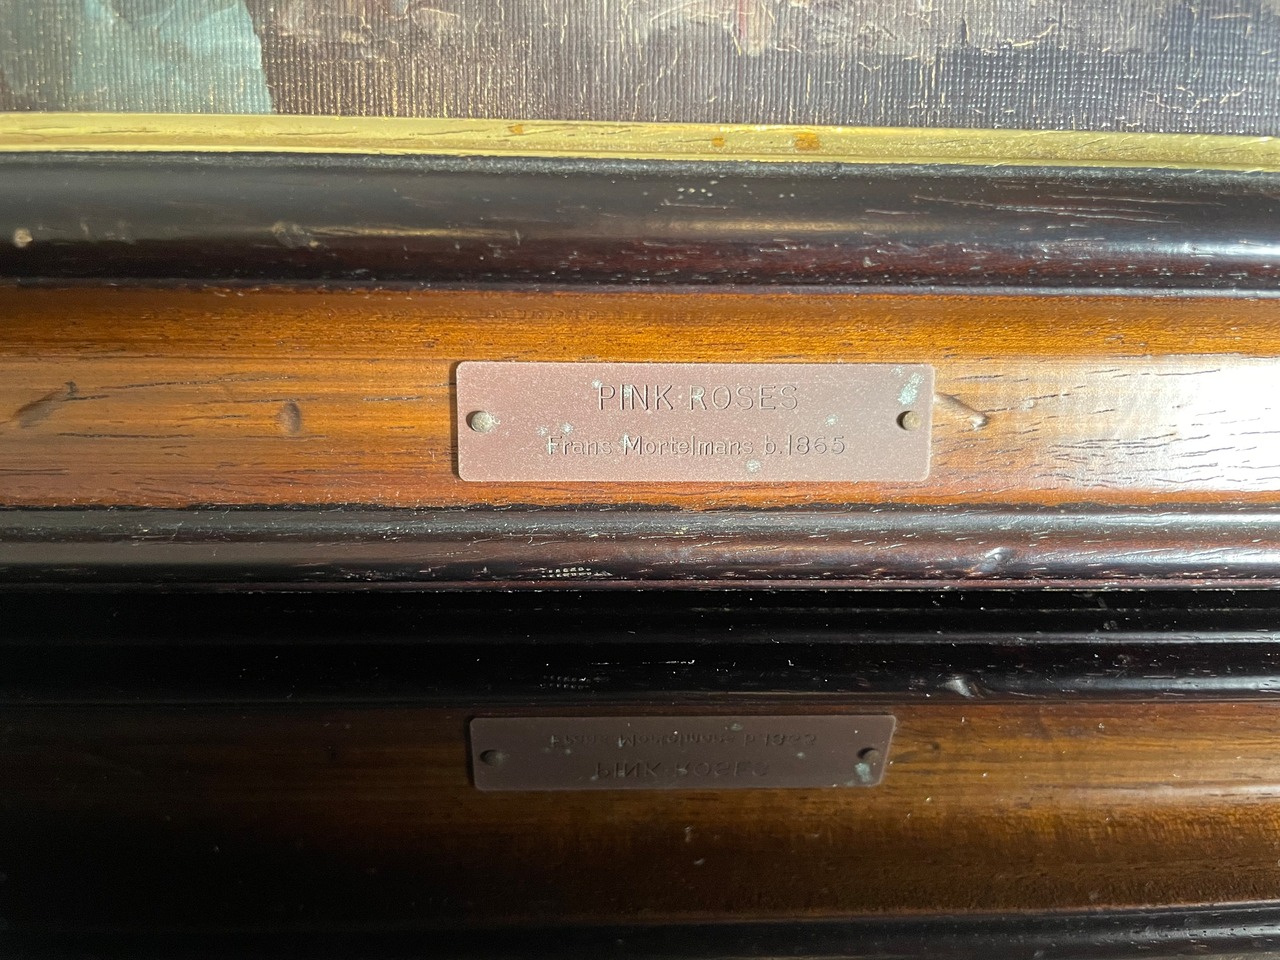 PINK ROSES
Frans Mortelmans b.1865